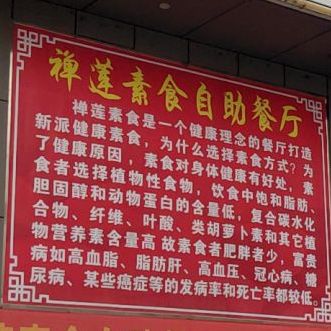 禅莲素食自助餐厅
禅莲素食是一个健康理念的餐厅打造
新派健康素食，为什么选择素食方式？为
了健康原因，素食对身体健康有好处，素
食者选择植物性食物，饮食中饱和脂肪、
胆固醇和动物蛋白的含量低，复合碳水化
合物、纤维、叶酸、类胡萝卜素和其它植
物营养素含量高故素食者肥胖者少，富贵
病如高血脂、脂肪肝、高血压、冠心病、糖
尿病、某些癌症等的发病率和死亡率都较低。